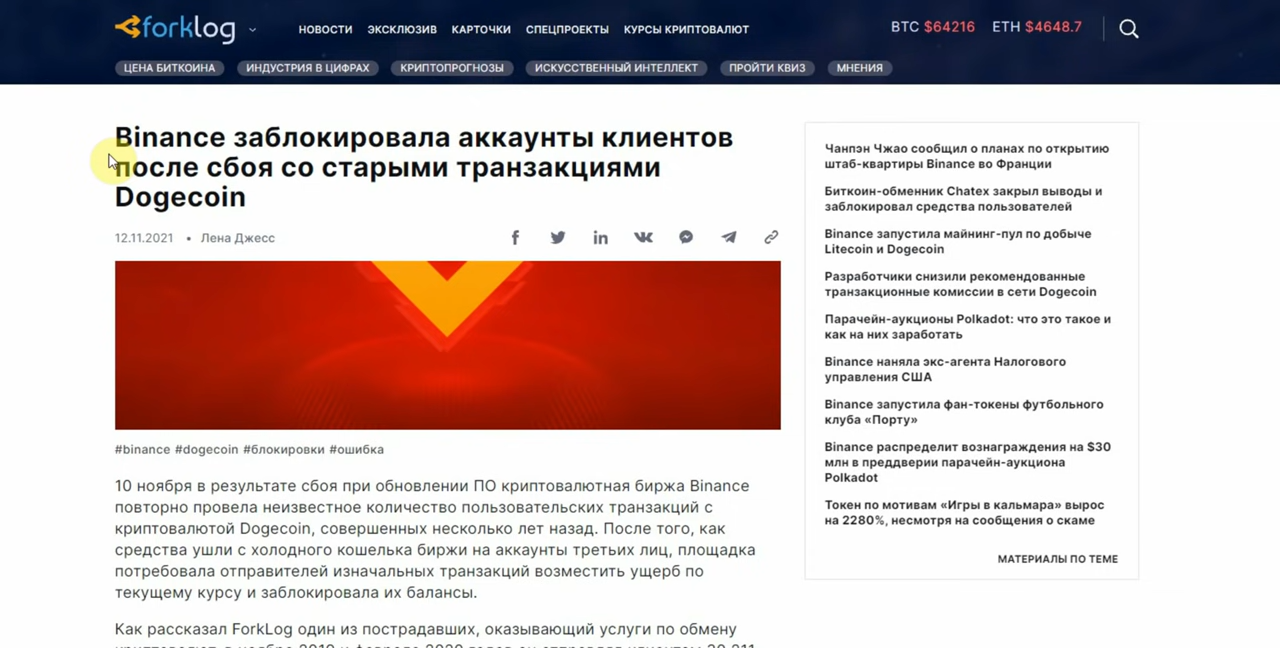 forklog
НОВОСТИ ЭКСКЛЮЗИВ КАРТОЧКИ СПЕЦПРОЕКТЫ КУРСЫ КРИПТОВАЛЮТ
BTC $64216 ETH $4648.7
ЦЕНА БИТКОИНА ИНДУСТРИЯ В ЦИФРАХ КРИПТОПРОГНОЗЫ ИСКУССТВЕННЫЙ ИНТЕЛЛЕКТ ПРОЙТИ КВИЗ МНЕНИЯ
Binance заблокировала аккаунты клиентов
после сбоя со старыми транзакциями
Dogecoin
12.11.2021 • Лена Джесс
#binance #dogecoin #блокировки #ошибка
10 ноября в результате сбоя при обновлении ПО криптовалютная биржа Binance
повторно провела неизвестное количество пользовательских транзакций с
криптовалютой Dogecoin, совершенных несколько лет назад. После того, как
средства ушли с холодного кошелька биржи на аккаунты третьих лиц, площадка
потребовала отправителей изначальных транзакций возместить ущерб по
текущему курсу и заблокировала их балансы.
Как рассказал ForkLog один из пострадавших, оказывающий услуги по обмену
Чанпэн Чжао сообщил о планах по открытию
штаб-квартиры Binance во Франции
Биткоин-обменник Chatex закрыл выводы и
заблокировал средства пользователей
Binance запустила майнинг-пул по добыче
Litecoin и Dogecoin
Разработчики снизили рекомендованные
транзакционные комиссии в сети Dogecoin
Парачейн-аукционы Polkadot: что это такое и
как на них заработать
Binance наняла экс-агента Налогового
управления США
Binance запустила фан-токены футбольного
клуба «Порту»
Binance распределит вознаграждения на $30
млн в преддверии парачейн-аукциона
Polkadot
Токен по мотивам «Игры в кальмара» вырос
на 2280%, несмотря на сообщения о скаме
МАТЕРИАЛЫ ПО ТЕМЕ